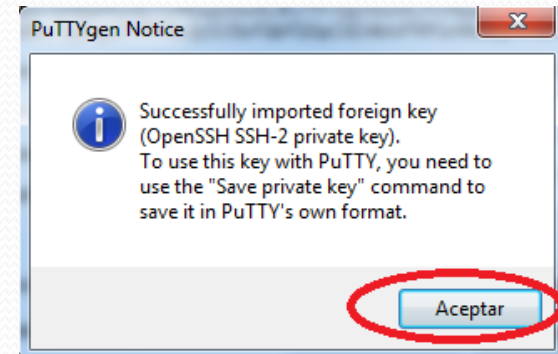 PuTTYgen Notice
Successfully imported foreign key
(OpenSSH SSH-2 private key).
To use this key with PuTTY, you need to
use the "Save private key" command to
save it in PuTTY's own format.
Aceptar